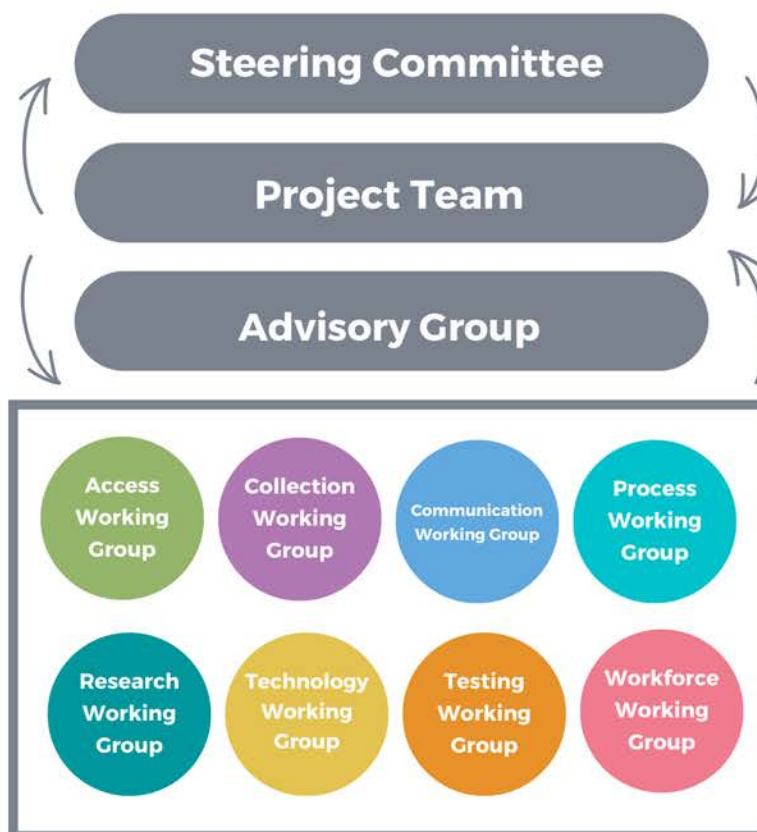 Steering Committee
Project Team
Advisory Group
Access
Working
Group
Collection
Working
Group
Communication
Working Group
Process
Working
Group
Research
Working
Group
Technology
Working
Group
Testing
Working
Group
Workforce
Working
Group